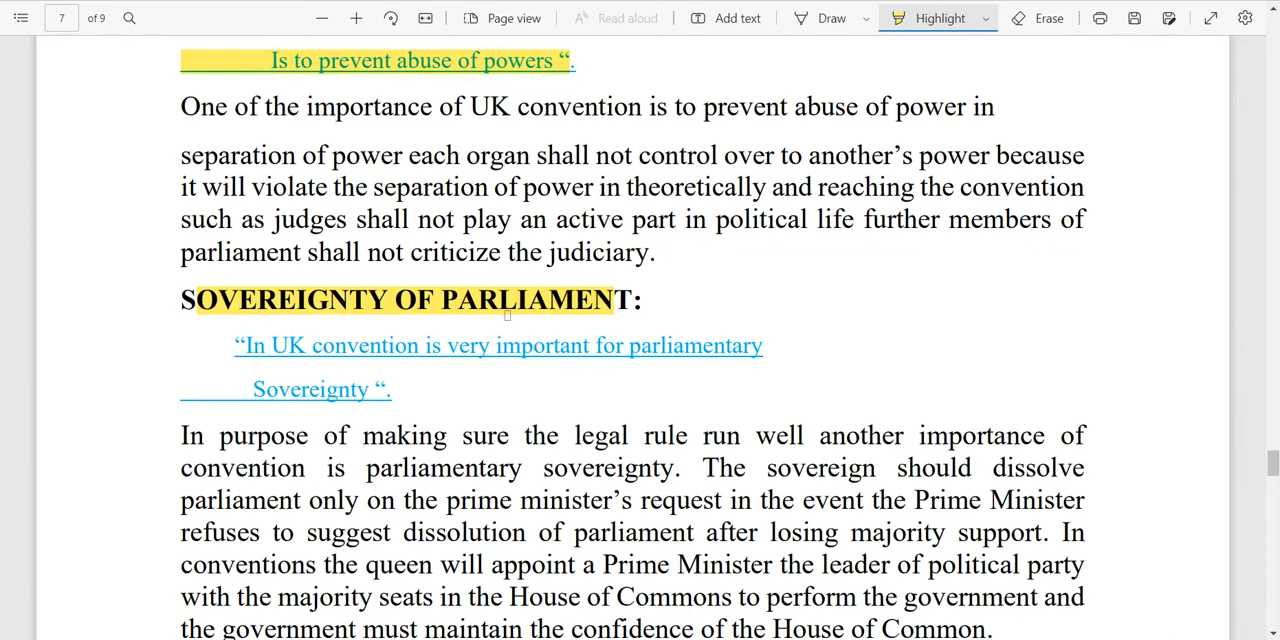 7 of 9 Page view Read aloud Add text Draw Highlight Erase
Is to prevent abuse of powers “.
One of the importance of UK convention is to prevent abuse of power in
separation of power each organ shall not control over to another’s power because
it will violate the separation of power in theoretically and reaching the convention
such as judges shall not play an active part in political life further members of
parliament shall not criticize the judiciary.
SOVEREIGNTY OF PARLIAMENT:
“In UK convention is very important for parliamentary
Sovereignty “.
In purpose of making sure the legal rule run well another importance of
convention is parliamentary sovereignty. The sovereign should dissolve
parliament only on the prime minister’s request in the event the Prime Minister
refuses to suggest dissolution of parliament after losing majority support. In
conventions the queen will appoint a Prime Minister the leader of political party
with the majority seats in the House of Commons to perform the government and
the government must maintain the confidence of the House of Common.